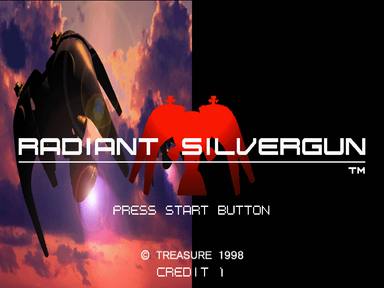 RADIANT SILVERGUN
TM
PRESS START BUTTON
© TREASURE 1998
CREDIT 1